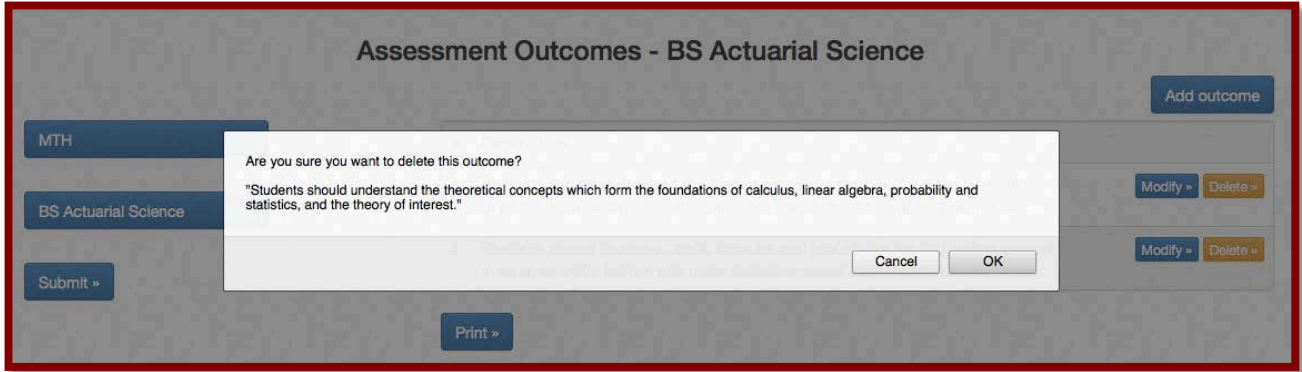 Assessment Outcomes - BS Actuarial Science
Add outcome
MTH
Are you sure you want to delete this outcome?
"Students should understand the theoretical concepts which form the foundations of calculus, linear algebra, probability and
statistics, and the theory of interest."
BS Actuarial Science
Modify » Delete »
Modify » Delete »
Cancel OK
Submit »
Print »